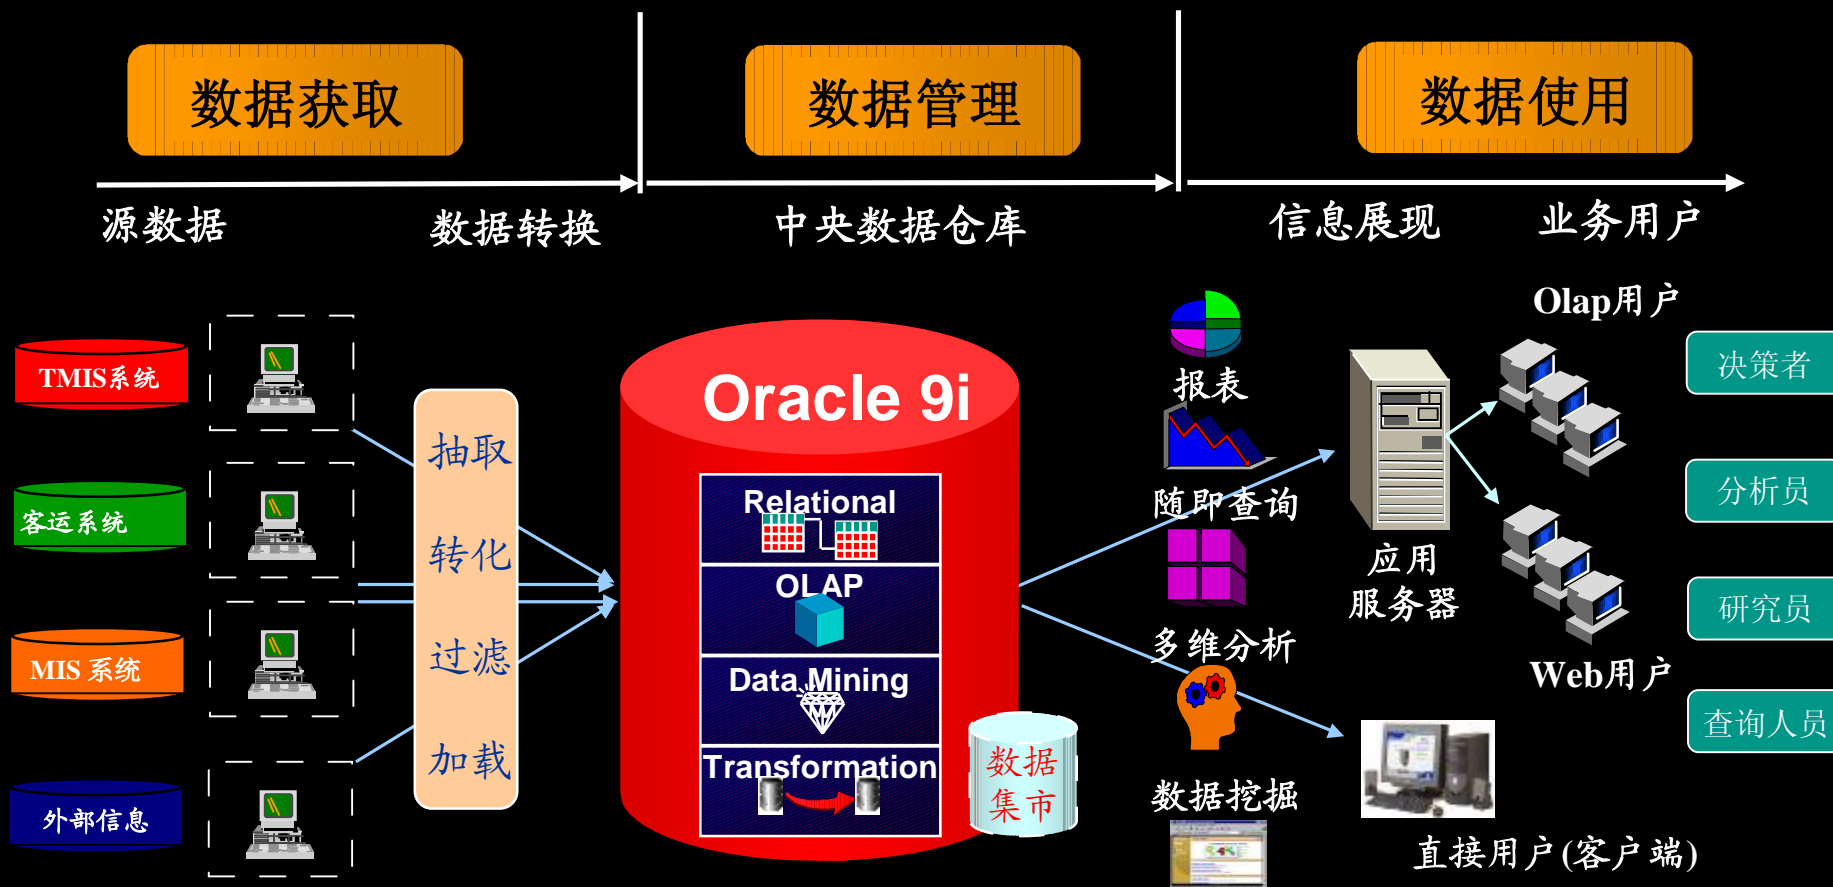 数据获取
数据管理
数据使用
源数据
数据转换
中央数据仓库
信息展现
业务用户
TMIS系统
客运系统
MIS 系统
外部信息
抽取
转化
过滤
加载
Oracle 9i
Relational
OLAP
Data Mining
Transformation
数据
集市
报表
随即查询
多维分析
数据挖掘
应用
服务器
Olap用户
Web用户
直接用户(客户端)
决策者
分析员
研究员
查询人员